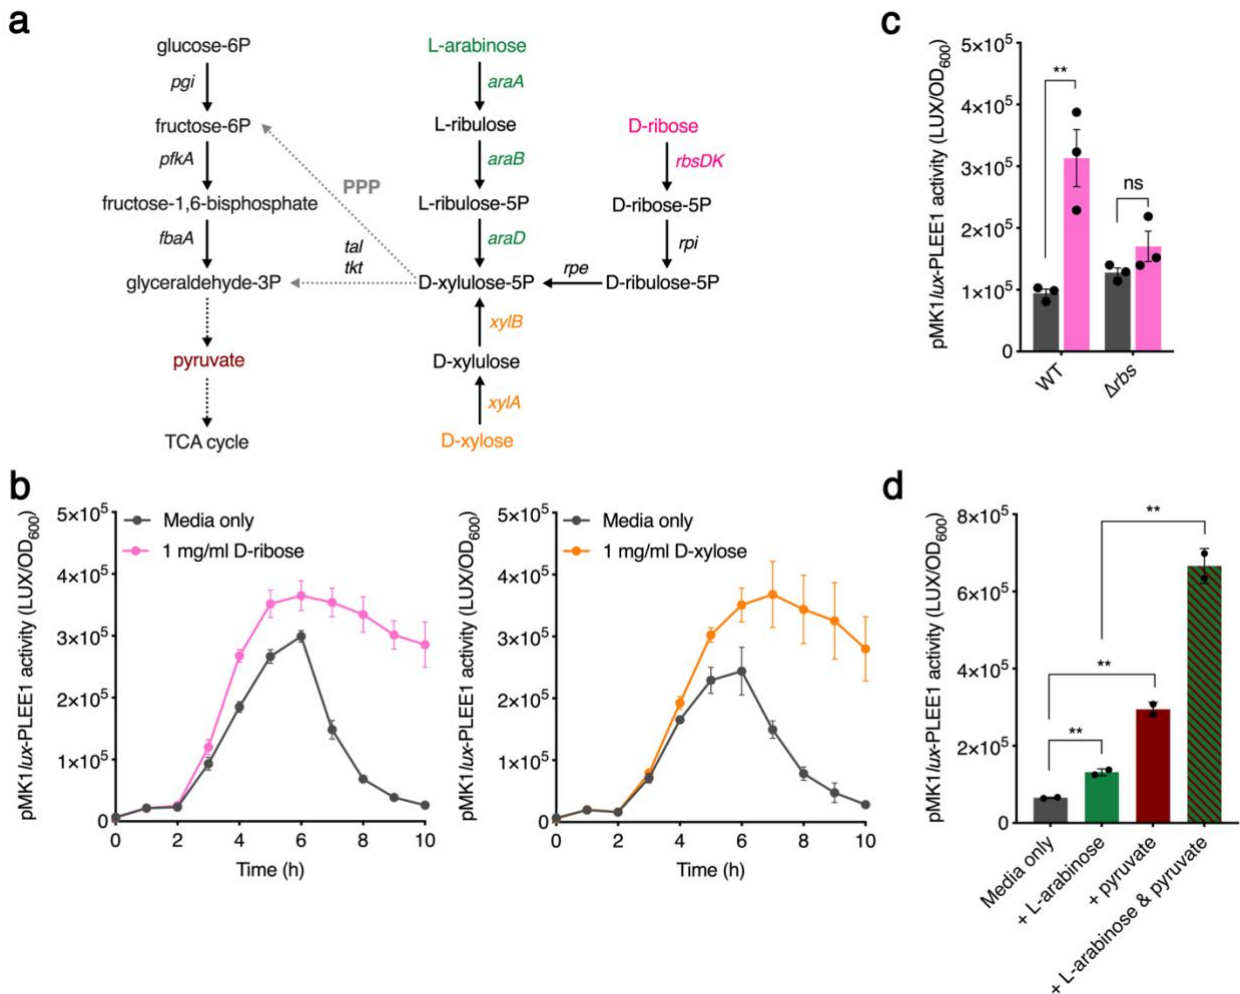 a
glucose-6P
pgi
fructose-6P
pfkA
fructose-1,6-bisphosphate
fbaA
glyceraldehyde-3P
pyruvate
TCA cycle
PPP
tal
tkt
L-arabinose
araA
L-ribulose
araB
L-ribulose-5P
araD
D-xylulose-5P
xylB
D-xylulose
xylA
D-xylose
D-ribose
rbsDK
D-ribose-5P
rpi
D-ribulose-5P
rpe
b
pMK1lux-PLEE1 activity (LUX/OD600)
5×10⁵
4×10⁵
3×10⁵
2×10⁵
1×10⁵
0
Media only
1 mg/ml D-ribose
0 2 4 6 8 10
Time (h)
pMK1lux-PLEE1 activity (LUX/OD600)
5×10⁵
4×10⁵
3×10⁵
2×10⁵
1×10⁵
0
Media only
1 mg/ml D-xylose
0 2 4 6 8 10
Time (h)
c
pMK1lux-PLEE1 activity (LUX/OD600)
5×10⁵
4×10⁵
3×10⁵
2×10⁵
1×10⁵
0
**
ns
WT
Δrbs
d
pMK1lux-PLEE1 activity (LUX/OD600)
8×10⁵
6×10⁵
4×10⁵
2×10⁵
0
**
**
**
Media only
+ L-arabinose
+ pyruvate
+ L-arabinose & pyruvate